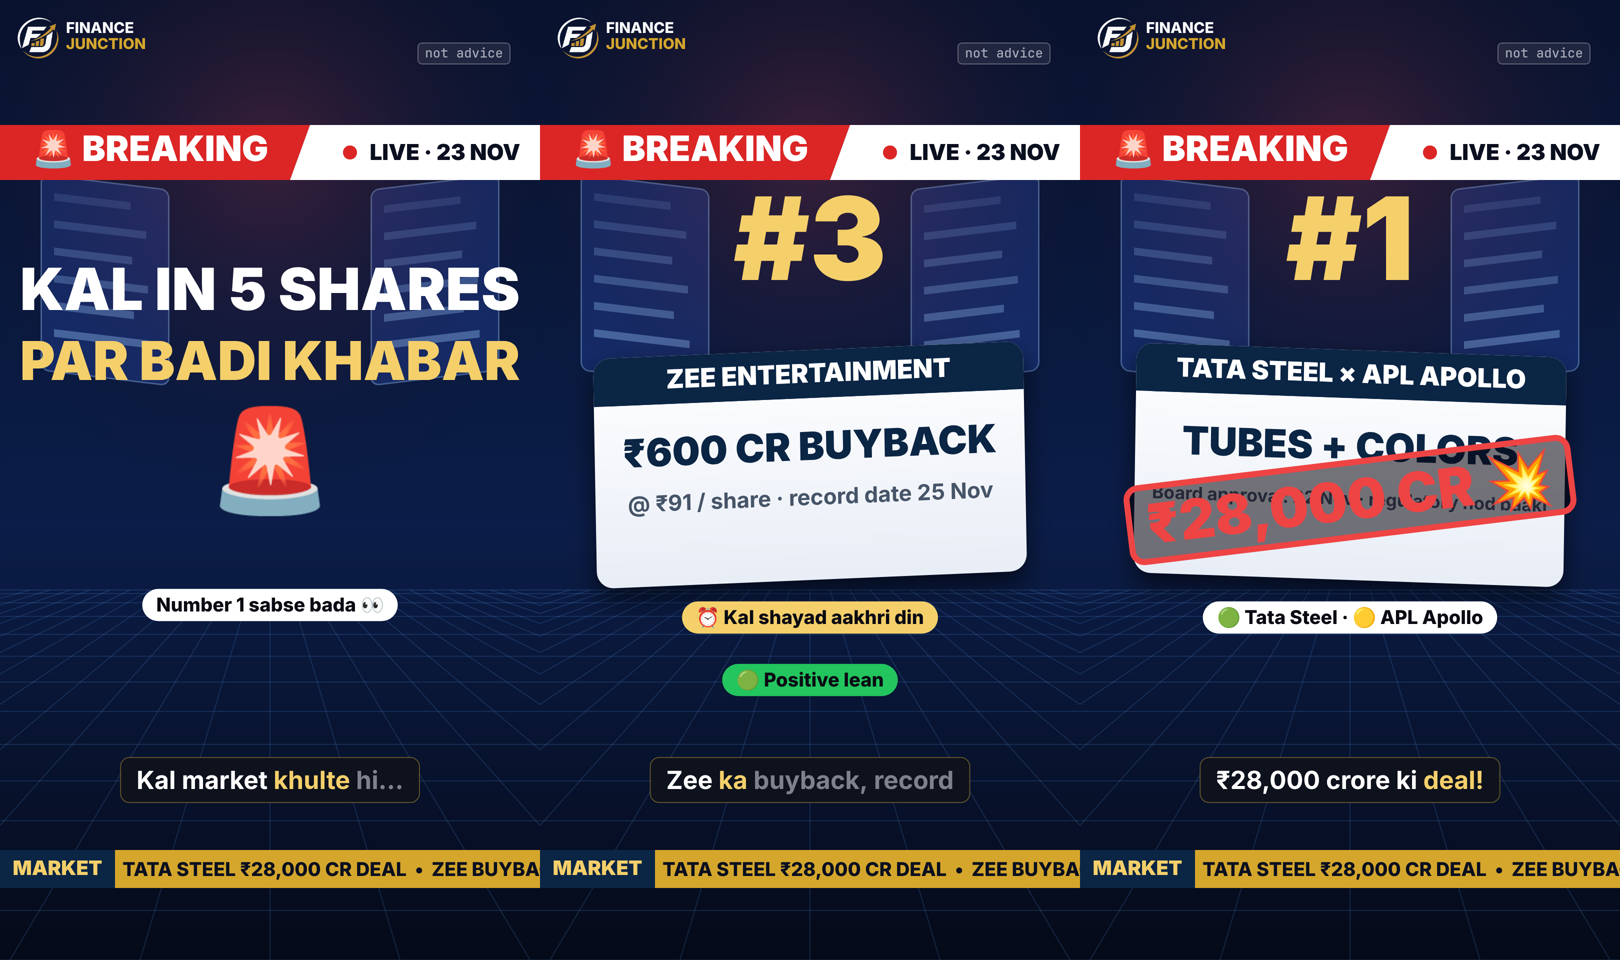 FINANCE
JUNCTION
not advice
🚨 BREAKING
LIVE · 23 NOV
KAL IN 5 SHARES
PAR BADI KHABAR
Number 1 sabse bada 👀
Kal market khulte hi...
MARKET
TATA STEEL ₹28,000 CR DEAL • ZEE BUYBA
FINANCE
JUNCTION
not advice
🚨 BREAKING
LIVE · 23 NOV
#3
ZEE ENTERTAINMENT
₹600 CR BUYBACK
@ ₹91 / share · record date 25 Nov
⏰ Kal shayad aakhri din
🟢 Positive lean
Zee ka buyback, record
MARKET
TATA STEEL ₹28,000 CR DEAL • ZEE BUYBA
FINANCE
JUNCTION
not advice
🚨 BREAKING
LIVE · 23 NOV
#1
TATA STEEL × APL APOLLO
TUBES + COLORS
Board approval nod baaki
₹28,000 CR 💥
🟢 Tata Steel · 🟡 APL Apollo
₹28,000 crore ki deal!
MARKET
TATA STEEL ₹28,000 CR DEAL • ZEE BUYBA